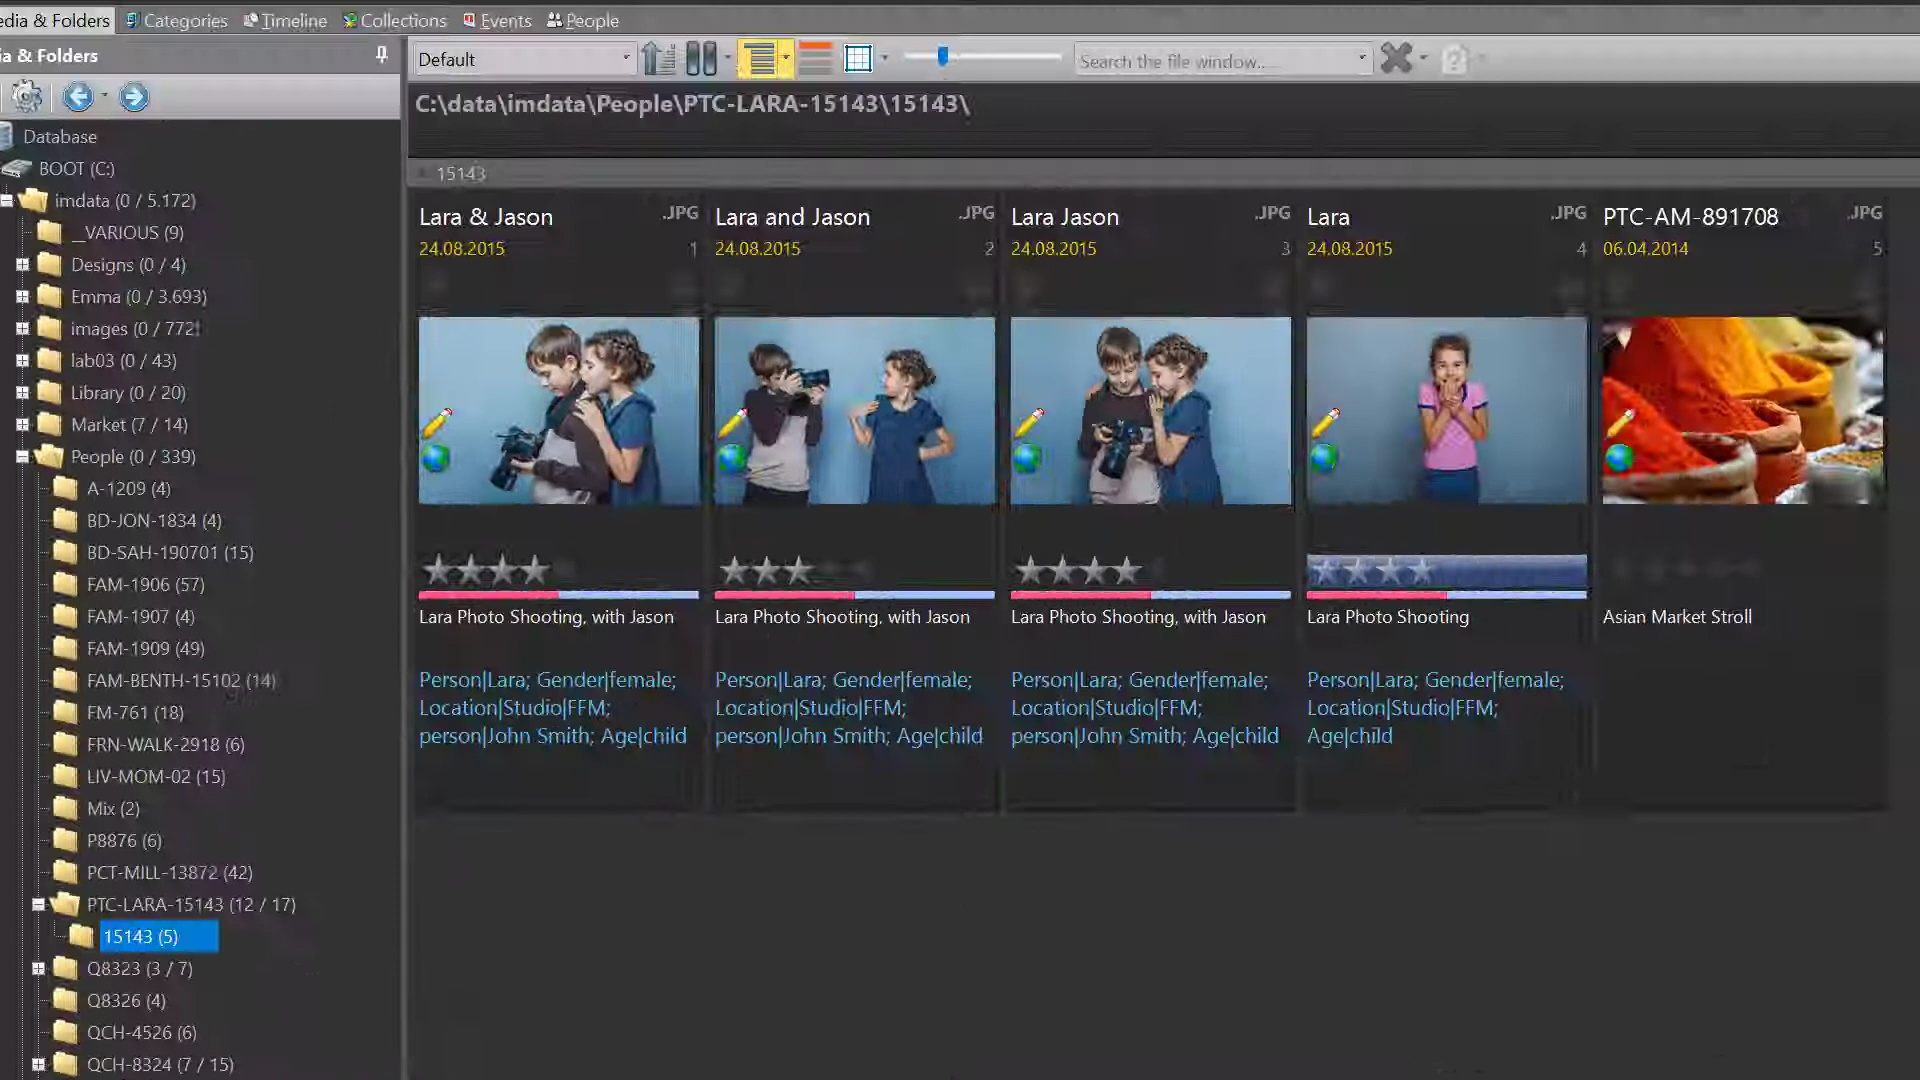 edia & Folders Categories Timeline Collections Events People
ia & Folders
Default
Search the file window...
C:\data\imdata\People\PTC-LARA-15143\15143\
Database
BOOT (C:)
imdata (0 / 5.172)
__VARIOUS (9)
Designs (0 / 4)
Emma (0 / 3.693)
images (0 / 772)
lab03 (0 / 43)
Library (0 / 20)
Market (7 / 14)
People (0 / 339)
A-1209 (4)
BD-JON-1834 (4)
BD-SAH-190701 (15)
FAM-1906 (57)
FAM-1907 (4)
FAM-1909 (49)
FAM-BENTH-15102 (14)
FM-761 (18)
FRN-WALK-2918 (6)
LIV-MOM-02 (15)
Mix (2)
P8876 (6)
PCT-MILL-13872 (42)
PTC-LARA-15143 (12 / 17)
15143 (5)
Q8323 (3 / 7)
Q8326 (4)
QCH-4526 (6)
QCH-8324 (7 / 15)
15143
Lara & Jason .JPG
24.08.2015 1
Lara Photo Shooting, with Jason
Person|Lara; Gender|female;
Location|Studio|FFM;
person|John Smith; Age|child
Lara and Jason .JPG
24.08.2015 2
Lara Photo Shooting, with Jason
Person|Lara; Gender|female;
Location|Studio|FFM;
person|John Smith; Age|child
Lara Jason .JPG
24.08.2015 3
Lara Photo Shooting, with Jason
Person|Lara; Gender|female;
Location|Studio|FFM;
person|John Smith; Age|child
Lara .JPG
24.08.2015 4
Lara Photo Shooting
Person|Lara; Gender|female;
Location|Studio|FFM;
Age|child
PTC-AM-891708 .JPG
06.04.2014 5
Asian Market Stroll